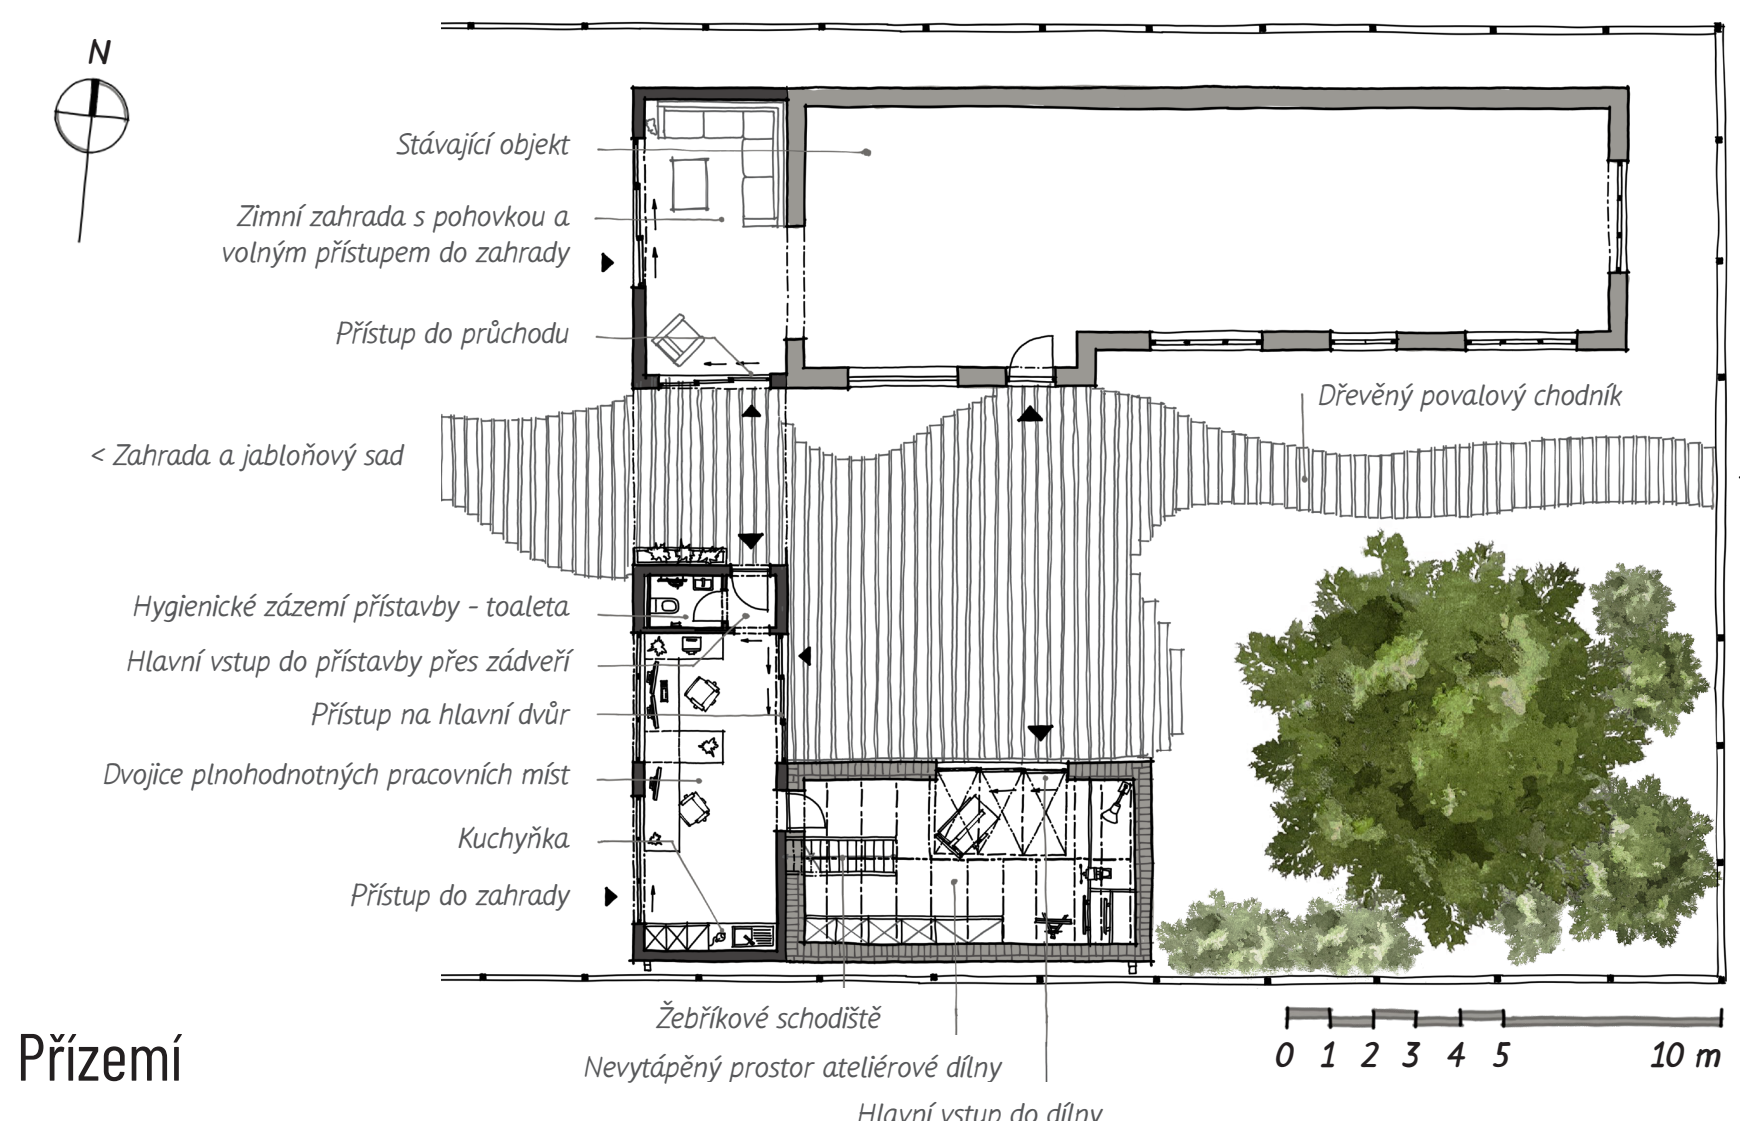 N
Stávající objekt
Zimní zahrada s pohovkou a
volným přístupem do zahrady
Přístup do průchodu
Dřevěný povalový chodník
< Zahrada a jabloňový sad
Hygienické zázemí přístavby - toaleta
Hlavní vstup do přístavby přes zádveří
Přístup na hlavní dvůr
Dvojice plnohodnotných pracovních míst
Kuchyňka
Přístup do zahrady
Žebříkové schodiště
Nevytápěný prostor ateliérové dílny
Hlavní vstup do dílny
0 1 2 3 4 5 10 m
Přízemí